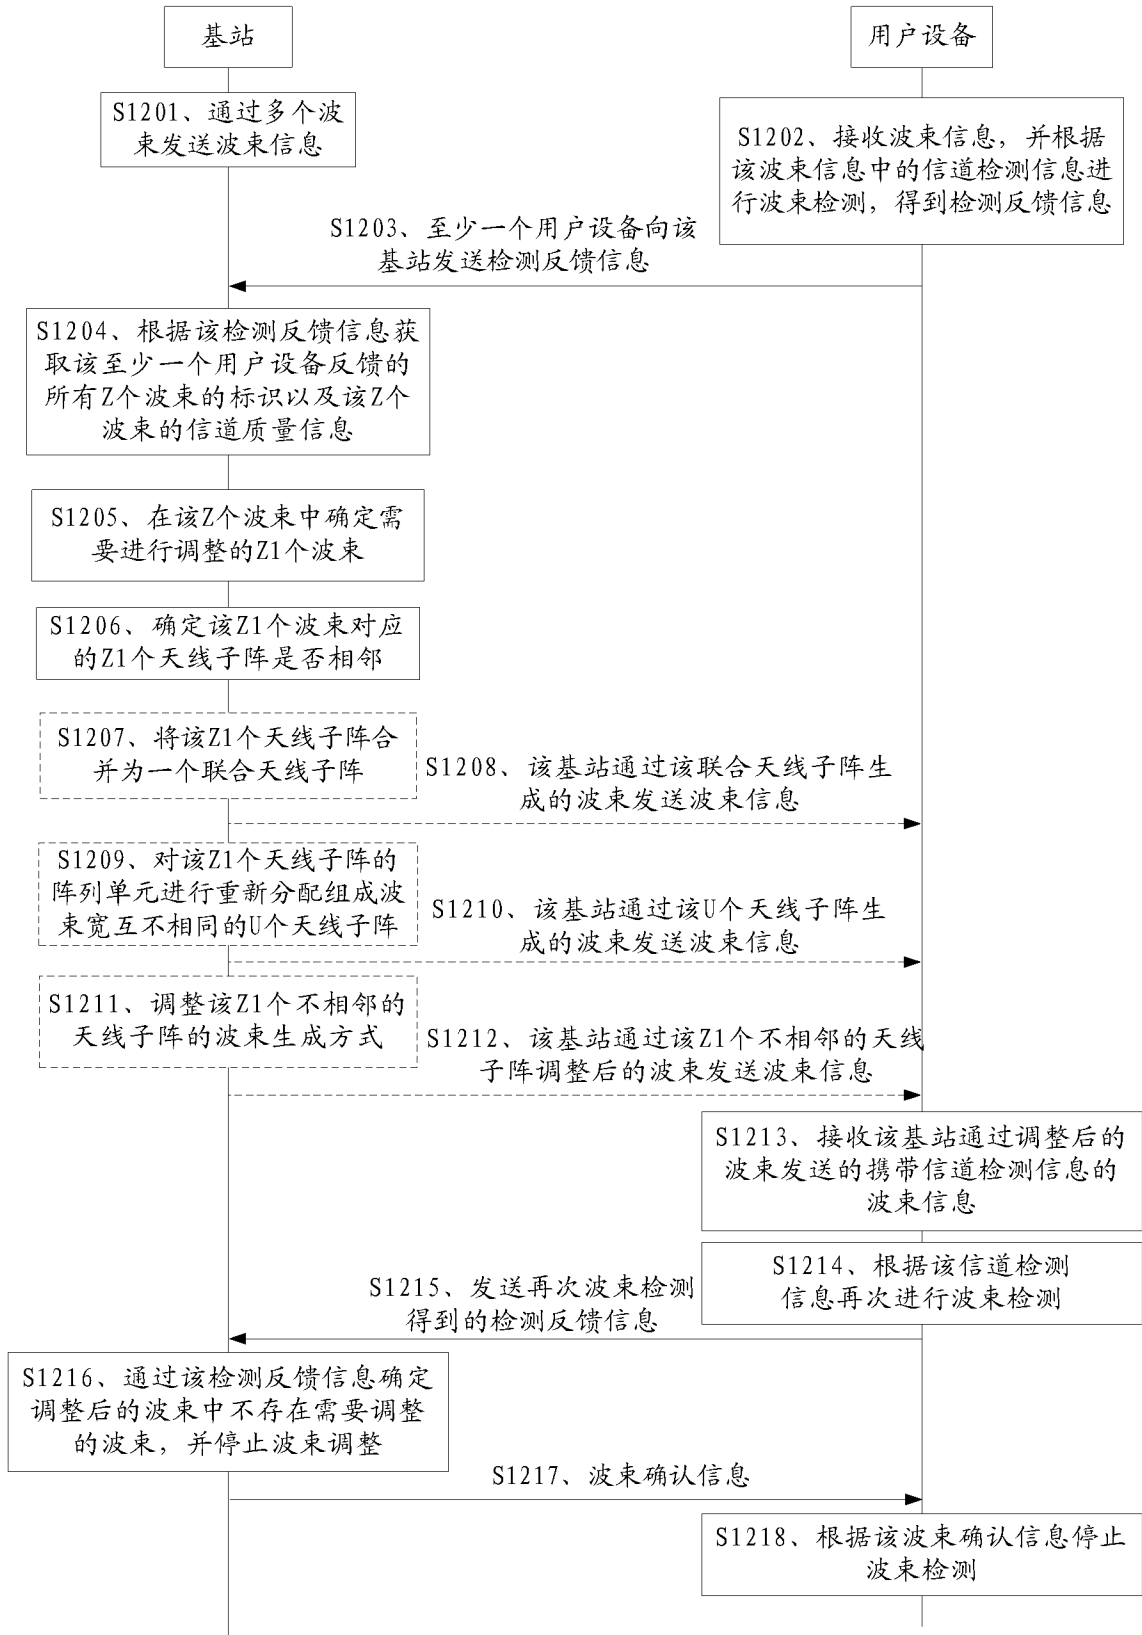 基站
用户设备
S1201、通过多个波
束发送波束信息
S1202、接收波束信息，并根据
该波束信息中的信道检测信息进
行波束检测，得到检测反馈信息
S1203、至少一个用户设备向该
基站发送检测反馈信息
S1204、根据该检测反馈信息获
取该至少一个用户设备反馈的
所有Z个波束的标识以及该Z个
波束的信道质量信息
S1205、在该Z个波束中确定需
要进行调整的Z1个波束
S1206、确定该Z1个波束对应
的Z1个天线子阵是否相邻
S1207、将该Z1个天线子阵合
并为一个联合天线子阵
S1208、该基站通过该联合天线子阵生
成的波束发送波束信息
S1209、对该Z1个天线子阵的
阵列单元进行重新分配组成波
束宽互不相同的U个天线子阵
S1210、该基站通过该U个天线子阵生
成的波束发送波束信息
S1211、调整该Z1个不相邻的
天线子阵的波束生成方式
S1212、该基站通过该Z1个不相邻的天线
子阵调整后的波束发送波束信息
S1213、接收该基站通过调整后的
波束发送的携带信道检测信息的
波束信息
S1214、根据该信道检测
信息再次进行波束检测
S1215、发送再次波束检测
得到的检测反馈信息
S1216、通过该检测反馈信息确定
调整后的波束中不存在需要调整
的波束，并停止波束调整
S1217、波束确认信息
S1218、根据该波束确认信息停止
波束检测